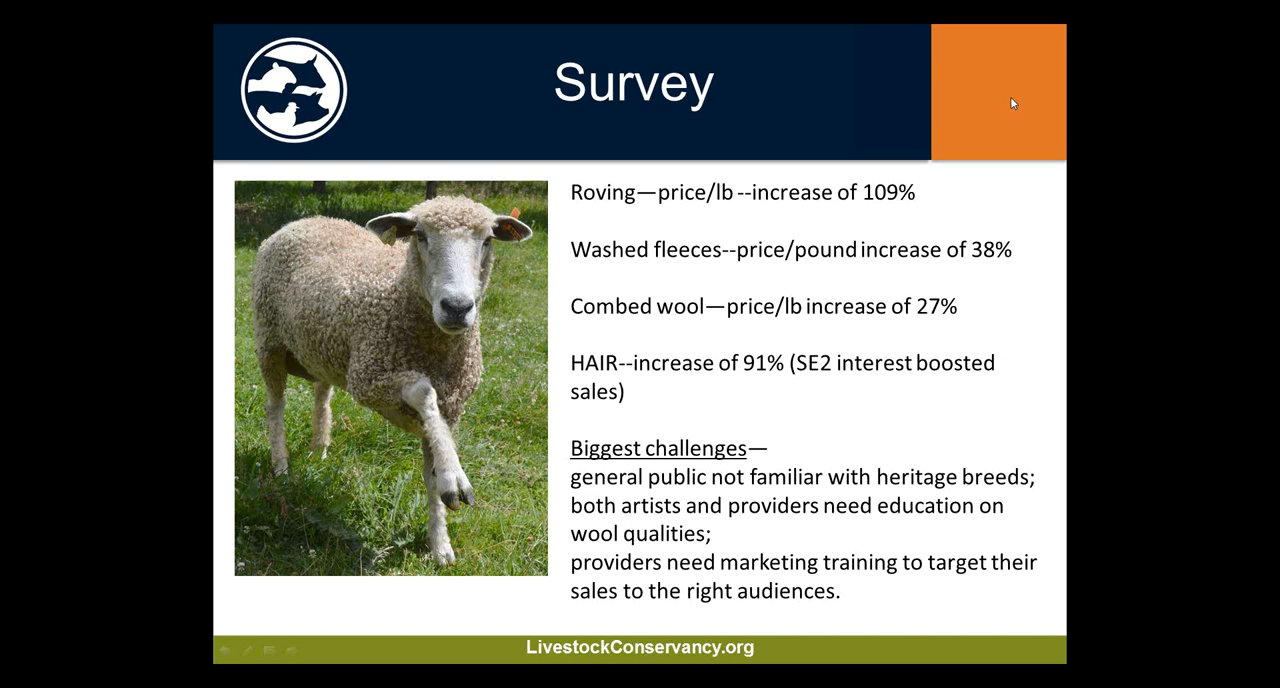 Survey
Roving—price/lb --increase of 109%
Washed fleeces--price/pound increase of 38%
Combed wool—price/lb increase of 27%
HAIR--increase of 91% (SE2 interest boosted
sales)
Biggest challenges—
general public not familiar with heritage breeds;
both artists and providers need education on
wool qualities;
providers need marketing training to target their
sales to the right audiences.
LivestockConservancy.org